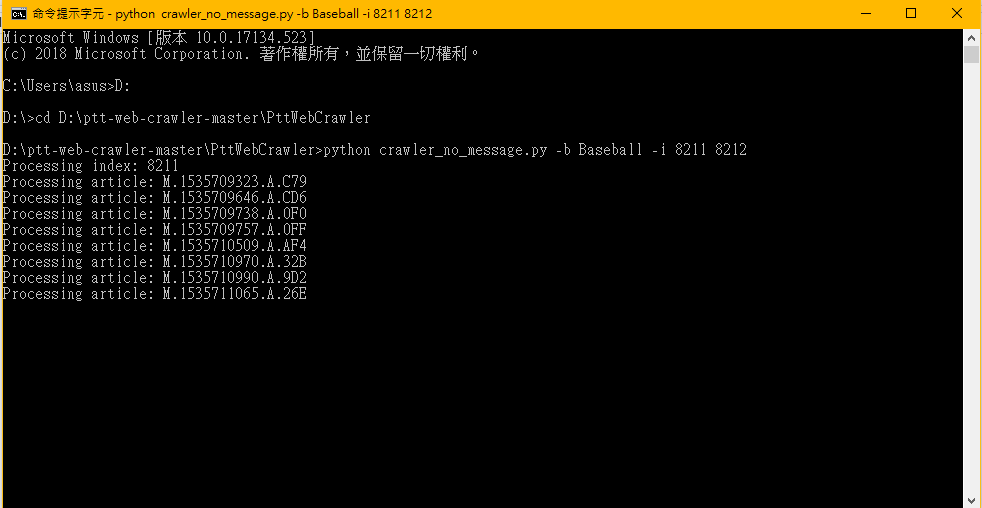 命令提示字元 - python crawler_no_message.py -b Baseball -i 8211 8212
Microsoft Windows [版本 10.0.17134.523]
(c) 2018 Microsoft Corporation. 著作權所有，並保留一切權利。
C:\Users\asus>D:
D:\>cd D:\ptt-web-crawler-master\PttWebCrawler
D:\ptt-web-crawler-master\PttWebCrawler>python crawler_no_message.py -b Baseball -i 8211 8212
Processing index: 8211
Processing article: M.1535709323.A.C79
Processing article: M.1535709646.A.CD6
Processing article: M.1535709738.A.0F0
Processing article: M.1535709757.A.0FF
Processing article: M.1535710509.A.AF4
Processing article: M.1535710970.A.32B
Processing article: M.1535710990.A.9D2
Processing article: M.1535711065.A.26E